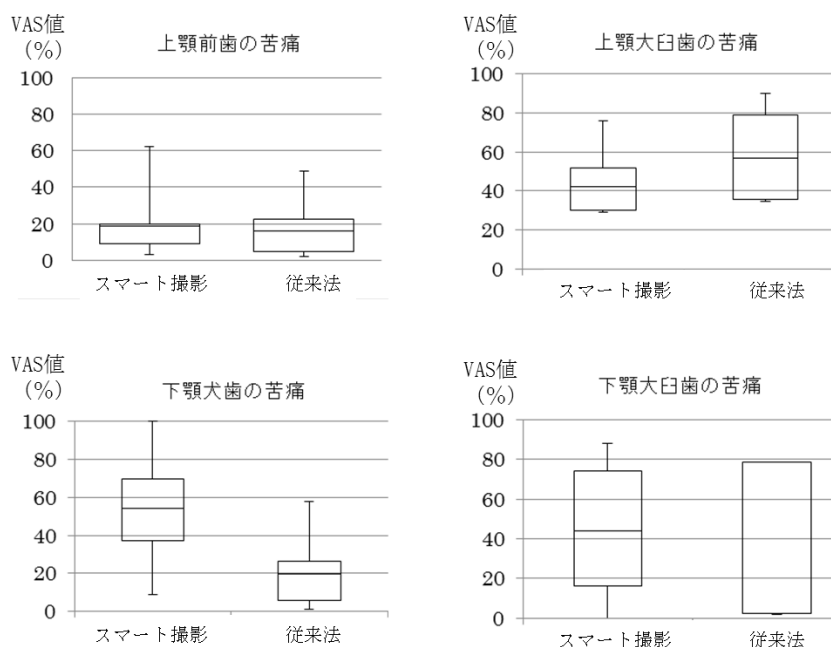 VAS値
(%)
上顎前歯の苦痛
100
80
60
40
20
0
スマート撮影
従来法
VAS値
(%)
上顎大臼歯の苦痛
100
80
60
40
20
0
スマート撮影
従来法
VAS値
(%)
下顎犬歯の苦痛
100
80
60
40
20
0
スマート撮影
従来法
VAS値
(%)
下顎大臼歯の苦痛
100
80
60
40
20
0
スマート撮影
従来法